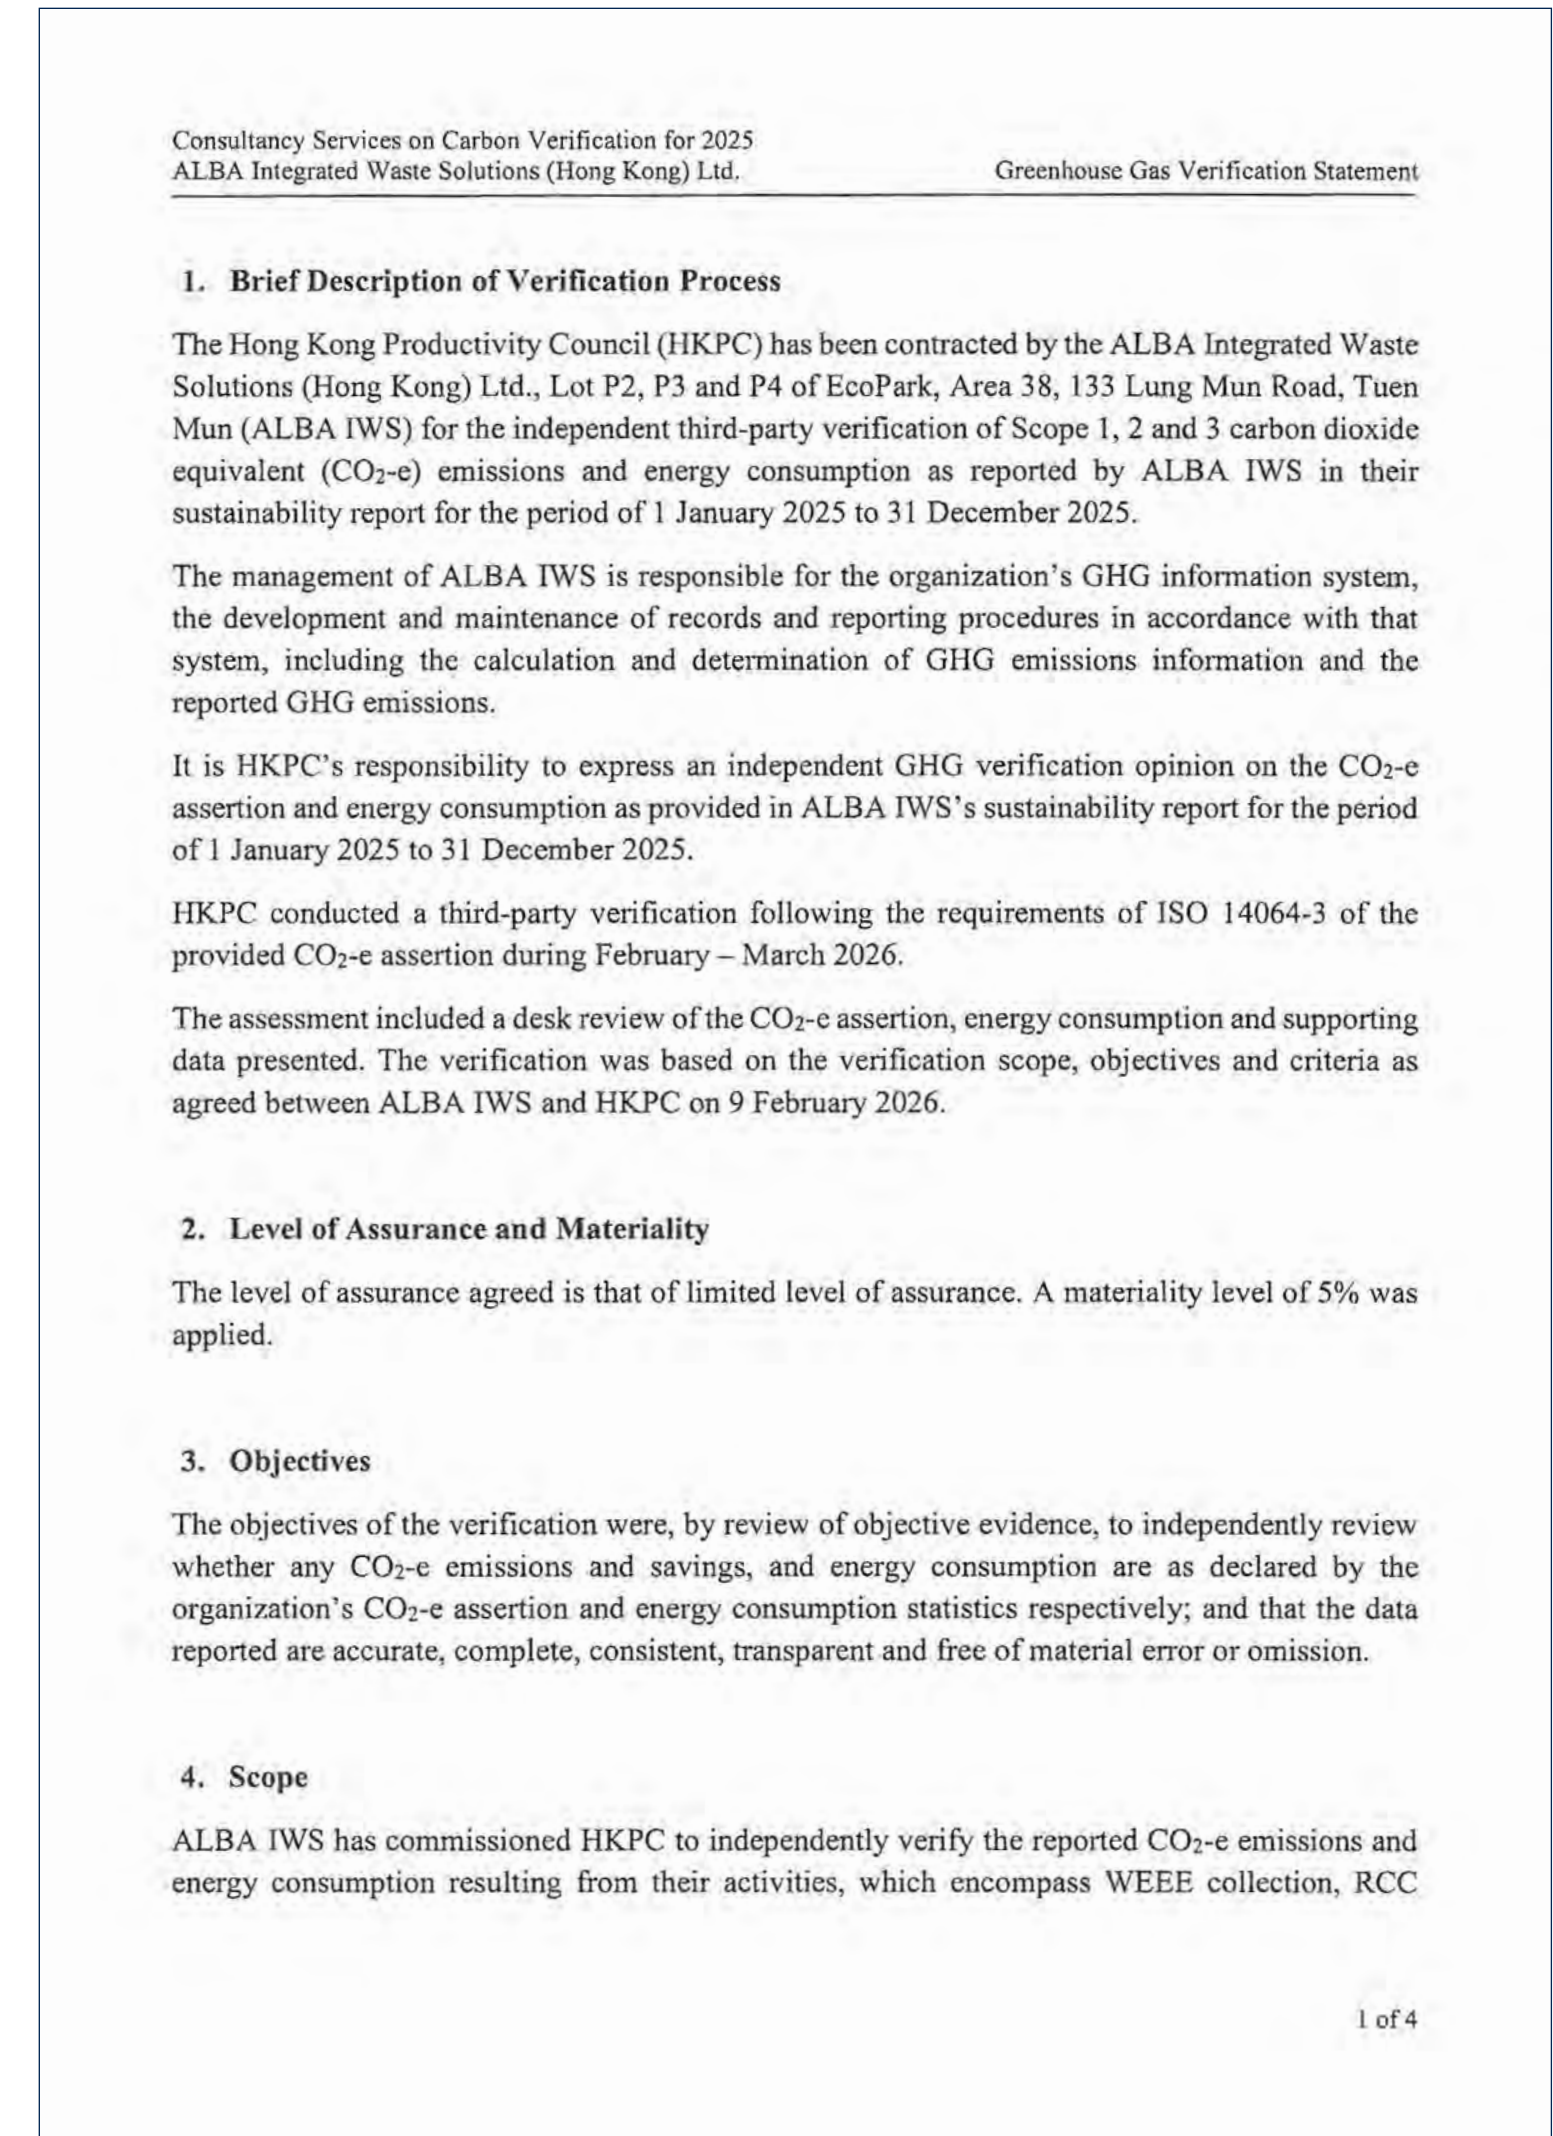 Consultancy Services on Carbon Verification for 2025
ALBA Integrated Waste Solutions (Hong Kong) Ltd.
Greenhouse Gas Verification Statement
1. Brief Description of Verification Process
The Hong Kong Productivity Council (HKPC) has been contracted by the ALBA Integrated Waste
Solutions (Hong Kong) Ltd., Lot P2, P3 and P4 of EcoPark, Area 38, 133 Lung Mun Road, Tuen
Mun (ALBA IWS) for the independent third-party verification of Scope 1, 2 and 3 carbon dioxide
equivalent (CO2-e) emissions and energy consumption as reported by ALBA IWS in their
sustainability report for the period of 1 January 2025 to 31 December 2025.
The management of ALBA IWS is responsible for the organization's GHG information system,
the development and maintenance of records and reporting procedures in accordance with that
system, including the calculation and determination of GHG emissions information and the
reported GHG emissions.
It is HKPC's responsibility to express an independent GHG verification opinion on the CO2-e
assertion and energy consumption as provided in ALBA IWS's sustainability report for the period
of 1 January 2025 to 31 December 2025.
HKPC conducted a third-party verification following the requirements of ISO 14064-3 of the
provided CO2-e assertion during February – March 2026.
The assessment included a desk review of the CO2-e assertion, energy consumption and supporting
data presented. The verification was based on the verification scope, objectives and criteria as
agreed between ALBA IWS and HKPC on 9 February 2026.
2. Level of Assurance and Materiality
The level of assurance agreed is that of limited level of assurance. A materiality level of 5% was
applied.
3. Objectives
The objectives of the verification were, by review of objective evidence, to independently review
whether any CO2-e emissions and savings, and energy consumption are as declared by the
organization's CO2-e assertion and energy consumption statistics respectively; and that the data
reported are accurate, complete, consistent, transparent and free of material error or omission.
4. Scope
ALBA IWS has commissioned HKPC to independently verify the reported CO2-e emissions and
energy consumption resulting from their activities, which encompass WEEE collection, RCC
1 of 4